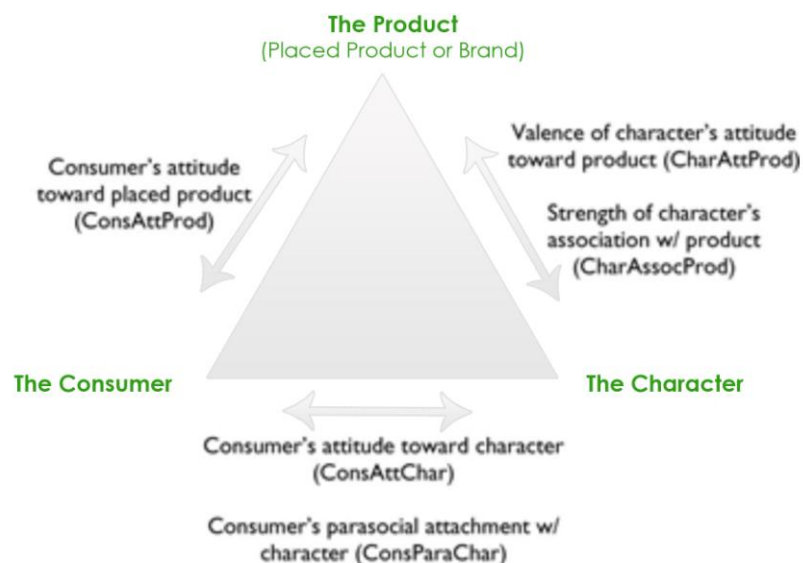 The Product
(Placed Product or Brand)
Valence of character's attitude
toward product (CharAttProd)
Consumer's attitude
toward placed product
(ConsAttProd)
Strength of character's
association w/ product
(CharAssocProd)
The Consumer
The Character
Consumer's attitude toward character
(ConsAttChar)
Consumer's parasocial attachment w/
character (ConsParaChar)